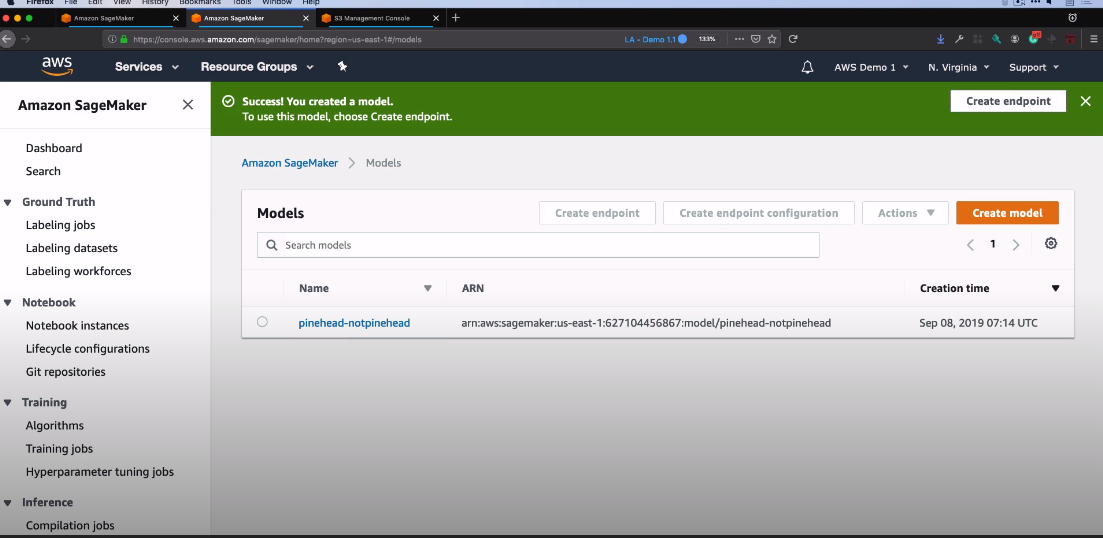 Firefox File Edit View History Bookmarks Tools Window Help
Amazon SageMaker
Amazon SageMaker
S3 Management Console
https://console.aws.amazon.com/sagemaker/home?region=us-east-1#/models
LA - Demo 1.1
133%
aws
Services
Resource Groups
AWS Demo 1
N. Virginia
Support
Amazon SageMaker
Dashboard
Search
Ground Truth
Labeling jobs
Labeling datasets
Labeling workforces
Notebook
Notebook instances
Lifecycle configurations
Git repositories
Training
Algorithms
Training jobs
Hyperparameter tuning jobs
Inference
Compilation jobs
Success! You created a model.
To use this model, choose Create endpoint.
Create endpoint
Amazon SageMaker > Models
Models
Create endpoint
Create endpoint configuration
Actions
Create model
Search models
1
Name ARN Creation time
pinehead-notpinehead arn:aws:sagemaker:us-east-1:627104456867:model/pinehead-notpinehead Sep 08, 2019 07:14 UTC